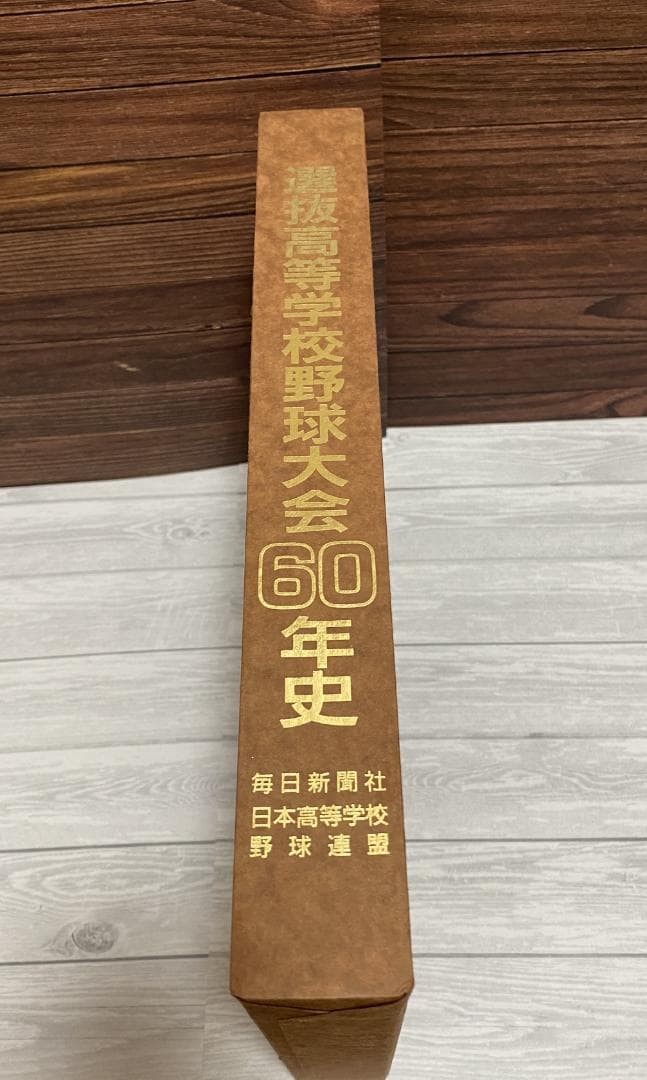 選抜高等学校野球大会60年史
毎日新聞社
日本高等学校
野球連盟